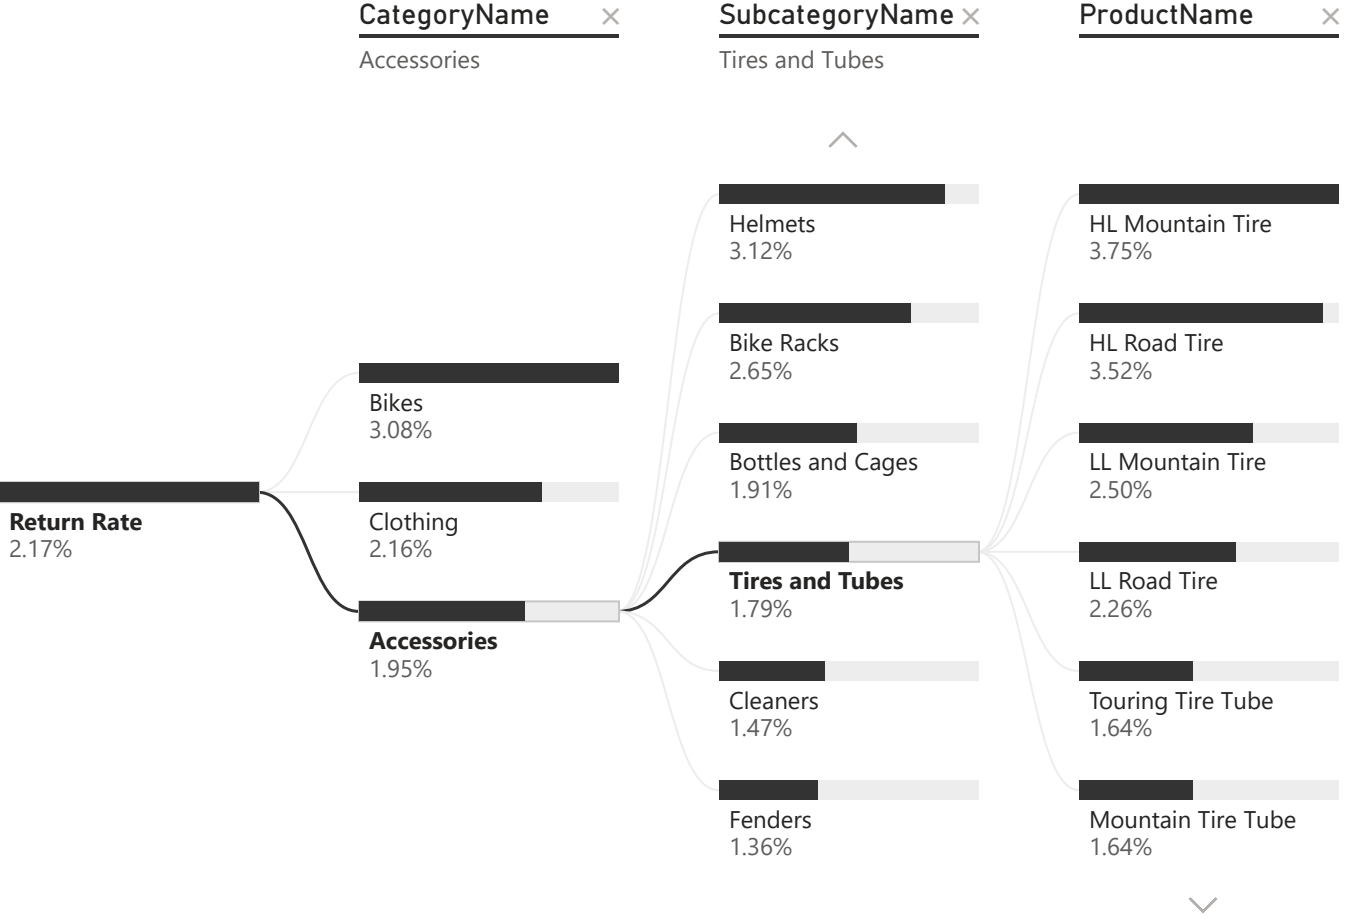 CategoryName
SubcategoryName
ProductName
Accessories
Tires and Tubes
Return Rate
2.17%
Bikes
3.08%
Clothing
2.16%
Accessories
1.95%
Helmets
3.12%
Bike Racks
2.65%
Bottles and Cages
1.91%
Tires and Tubes
1.79%
Cleaners
1.47%
Fenders
1.36%
HL Mountain Tire
3.75%
HL Road Tire
3.52%
LL Mountain Tire
2.50%
LL Road Tire
2.26%
Touring Tire Tube
1.64%
Mountain Tire Tube
1.64%